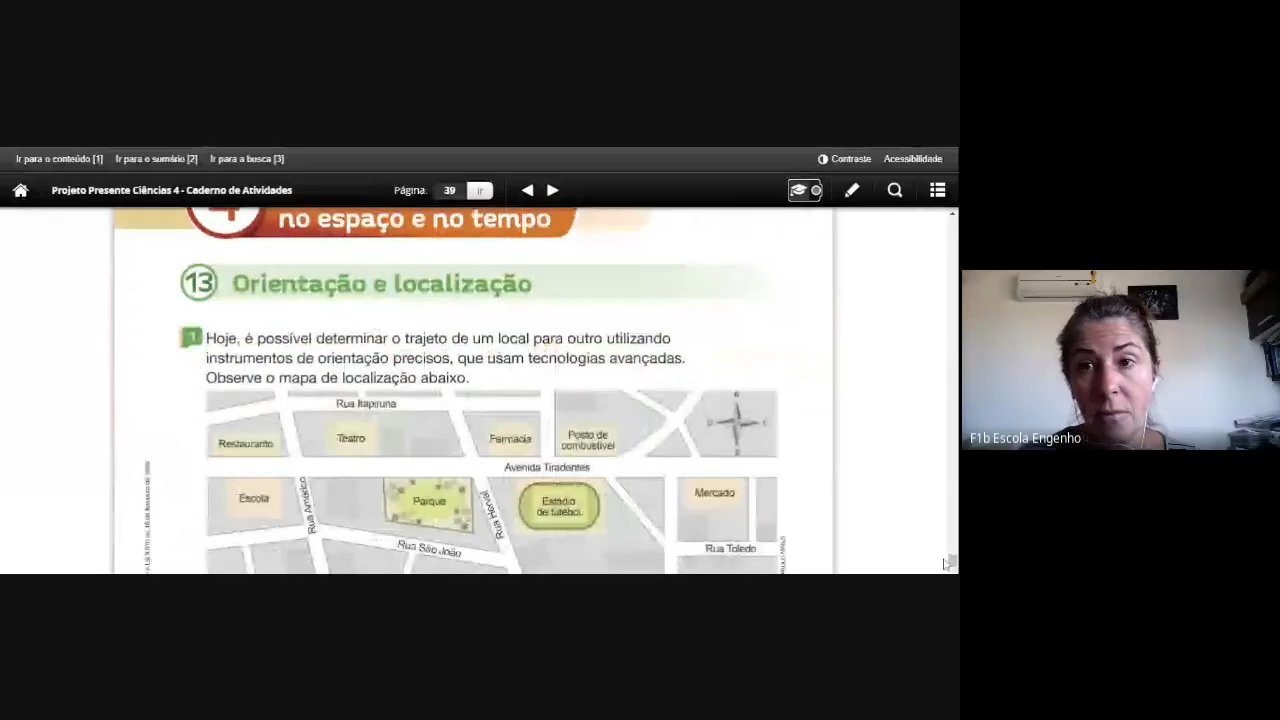 Ir para o conteúdo [1] Ir para o sumário [2] Ir para a busca [3] Contraste Acessibilidade
Projeto Presente Ciências 4 - Caderno de Atividades Página: 39 ir
4 no espaço e no tempo
13 Orientação e localização
1 Hoje, é possível determinar o trajeto de um local para outro utilizando
instrumentos de orientação precisos, que usam tecnologias avançadas.
Observe o mapa de localização abaixo.
Rua Itapiruna
Restaurante Teatro Farmácia Posto de
combustível
Avenida Tiradentes
Escola Rua Américo Parque Rua Herval Estádio
de futebol Mercado
Rua São João Rua Toledo
F1b Escola Engenho